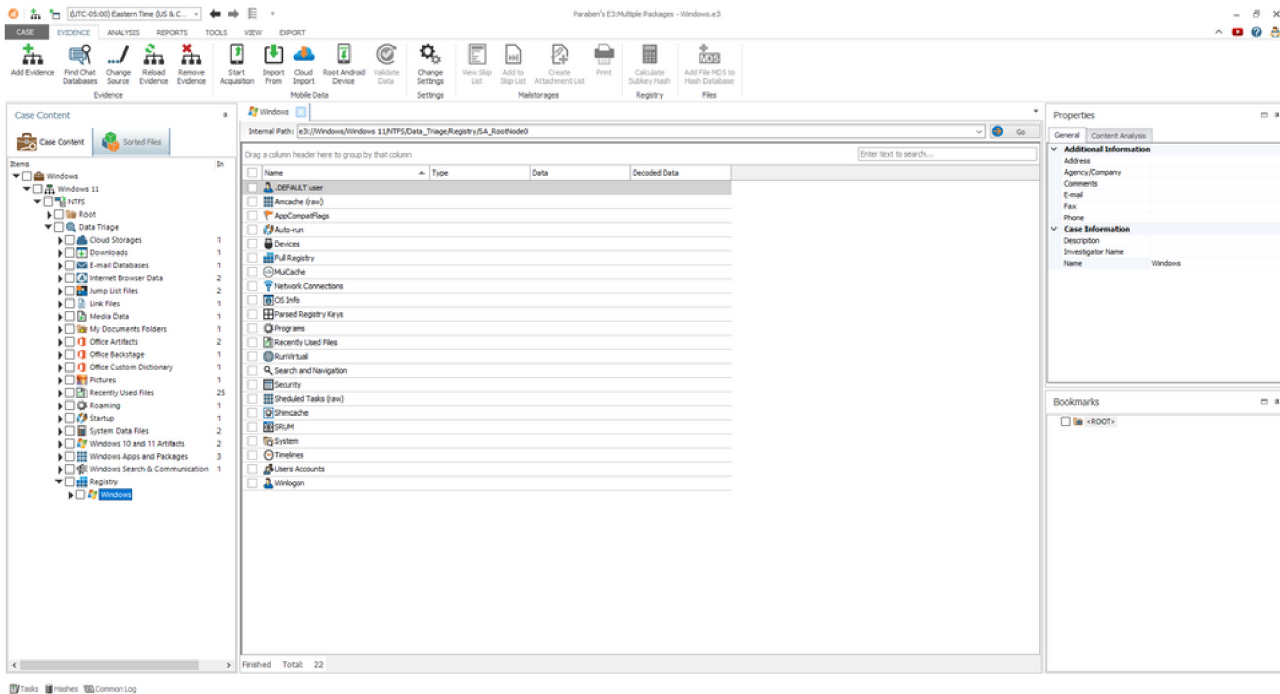 (UTC-05:00) Eastern Time (US & C...
Paraben's E3:Multiple Packages - Windows.e3
CASE EVIDENCE ANALYSIS REPORTS TOOLS VIEW EXPORT
Add Evidence Find Chat Databases Change Source Reload Evidence Remove Evidence Start Acquisition Import From Cloud Import Root Android Device Validate Data Change Settings View Skip List Add to Skip List Create Attachment List Print Calculate Subkey Hash Add File MD5 to Hash Database
Evidence Mobile Data Settings Mailstorages Registry Files
Case Content
Case Content Sorted Files
Items In
Windows
Windows 11
NTFS
Root
Data Triage
Cloud Storages 1
Downloads 1
E-mail Databases 1
Internet Browser Data 2
Jump List Files 2
Link Files 1
Media Data 1
My Documents Folders 1
Office Artifacts 2
Office Backstage 1
Office Custom Dictionary 1
Pictures 1
Recently Used Files 25
Roaming 1
Startup 1
System Data Files 2
Windows 10 and 11 Artifacts 2
Windows Apps and Packages 3
Windows Search & Communication 1
Registry
Windows
Windows
Internal Path: e3://Windows/Windows 11/NTFS/Data_Triage/Registry/SA_RootNode0 Go
Drag a column header here to group by that column Enter text to search...
Name Type Data Decoded Data
.DEFAULT user
Amcache (raw)
AppCompatFlags
Auto-run
Devices
Full Registry
MuiCache
Network Connections
OS Info
Parsed Registry Keys
Programs
Recently Used Files
RunVirtual
Search and Navigation
Security
Sheduled Tasks (raw)
Shimcache
SRUM
System
Timelines
Users Accounts
Winlogon
Finished Total: 22
Properties
General Content Analysis
Additional Information
Address
Agency/Company
Comments
E-mail
Fax
Phone
Case Information
Description
Investigator Name
Name Windows
Bookmarks
<ROOT>
Tasks Hashes Common Log